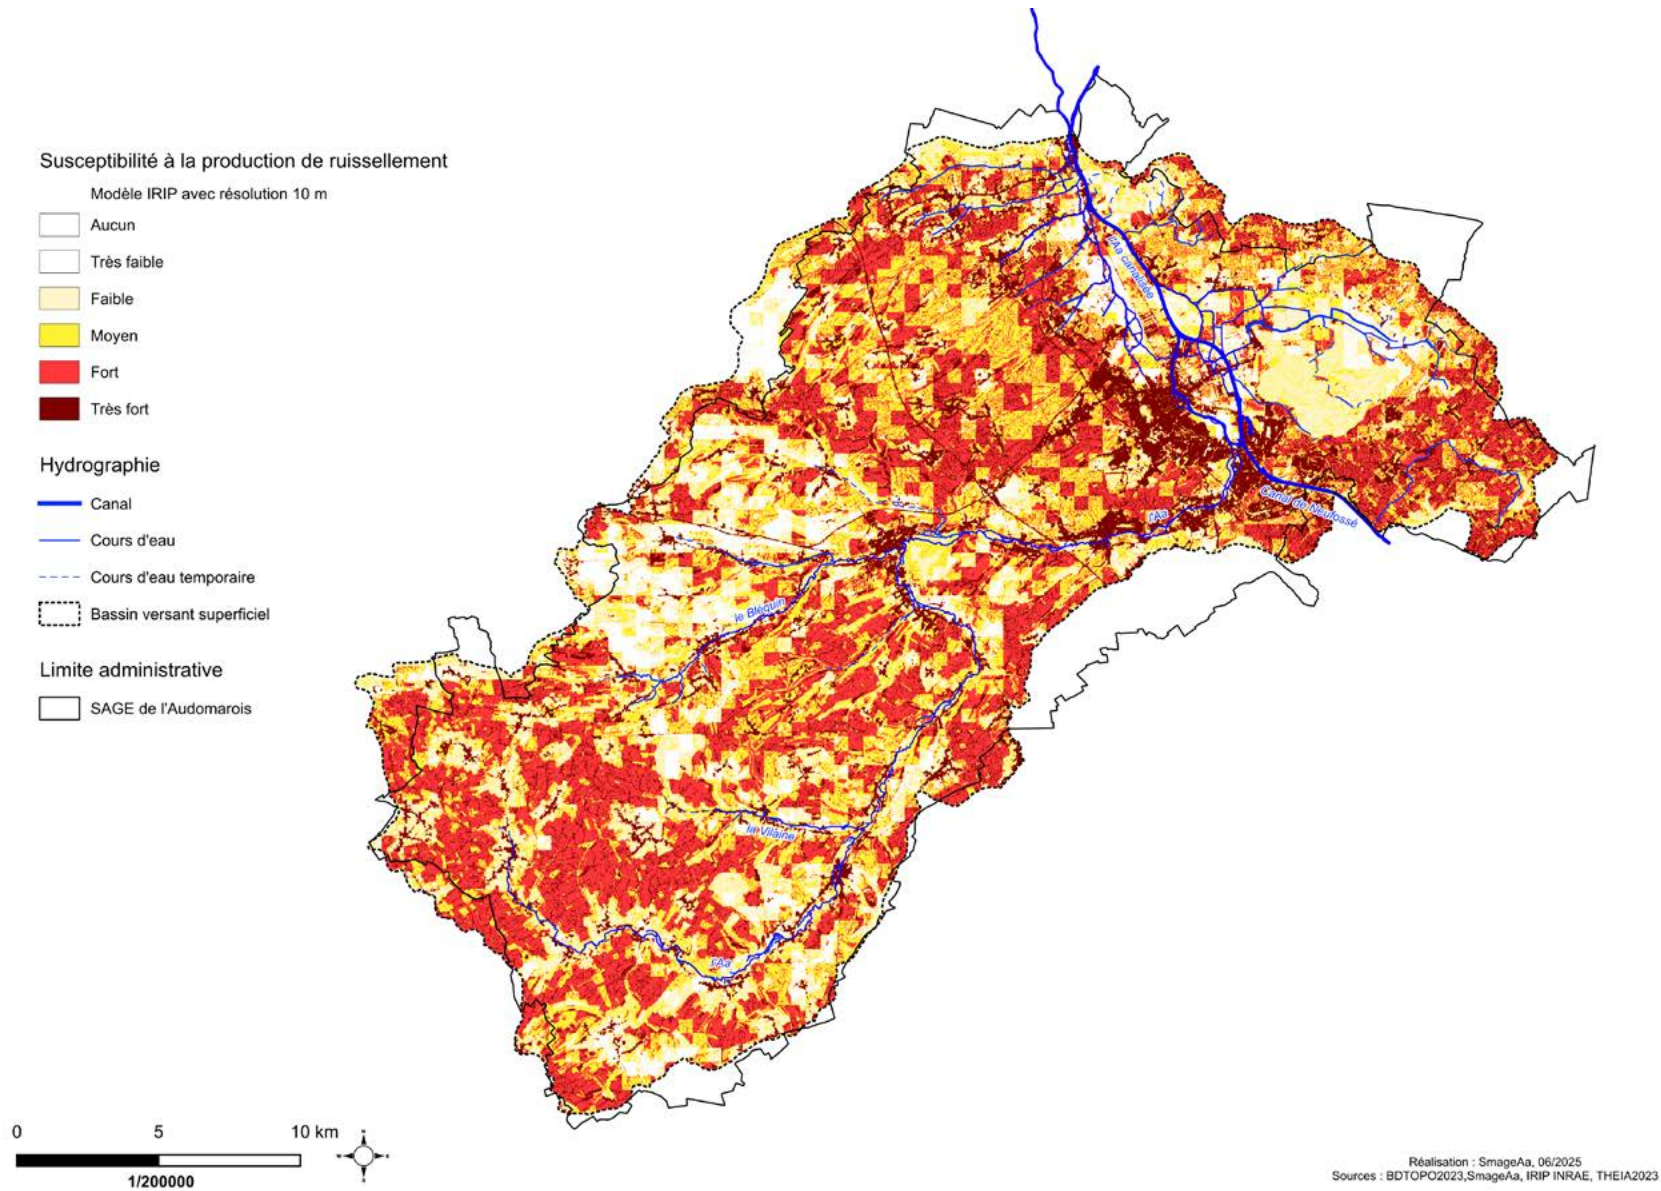 Susceptibilité à la production de ruissellement
Modèle IRIP avec résolution 10 m
Aucun
Très faible
Faible
Moyen
Fort
Très fort
Hydrographie
Canal
Cours d'eau
Cours d'eau temporaire
Bassin versant superficiel
Limite administrative
SAGE de l'Audomarois
l'Aa canalisée
Canal de Neufossé
l'Aa
le Bléquin
la Vilaine
l'Aa
0 5 10 km
1/200000
Réalisation : SmageAa, 06/2025
Sources : BDTOPO2023,SmageAa, IRIP INRAE, THEIA2023